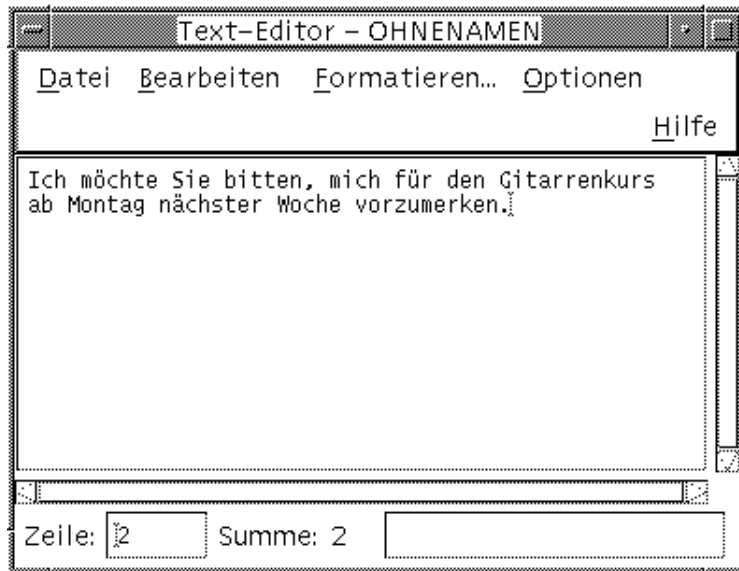 Text-Editor - OHNENAMEN
Datei Bearbeiten Formatieren... Optionen
Hilfe
Ich möchte Sie bitten, mich für den Gitarrenkurs
ab Montag nächster Woche vorzumerken.
Zeile: 2 Summe: 2